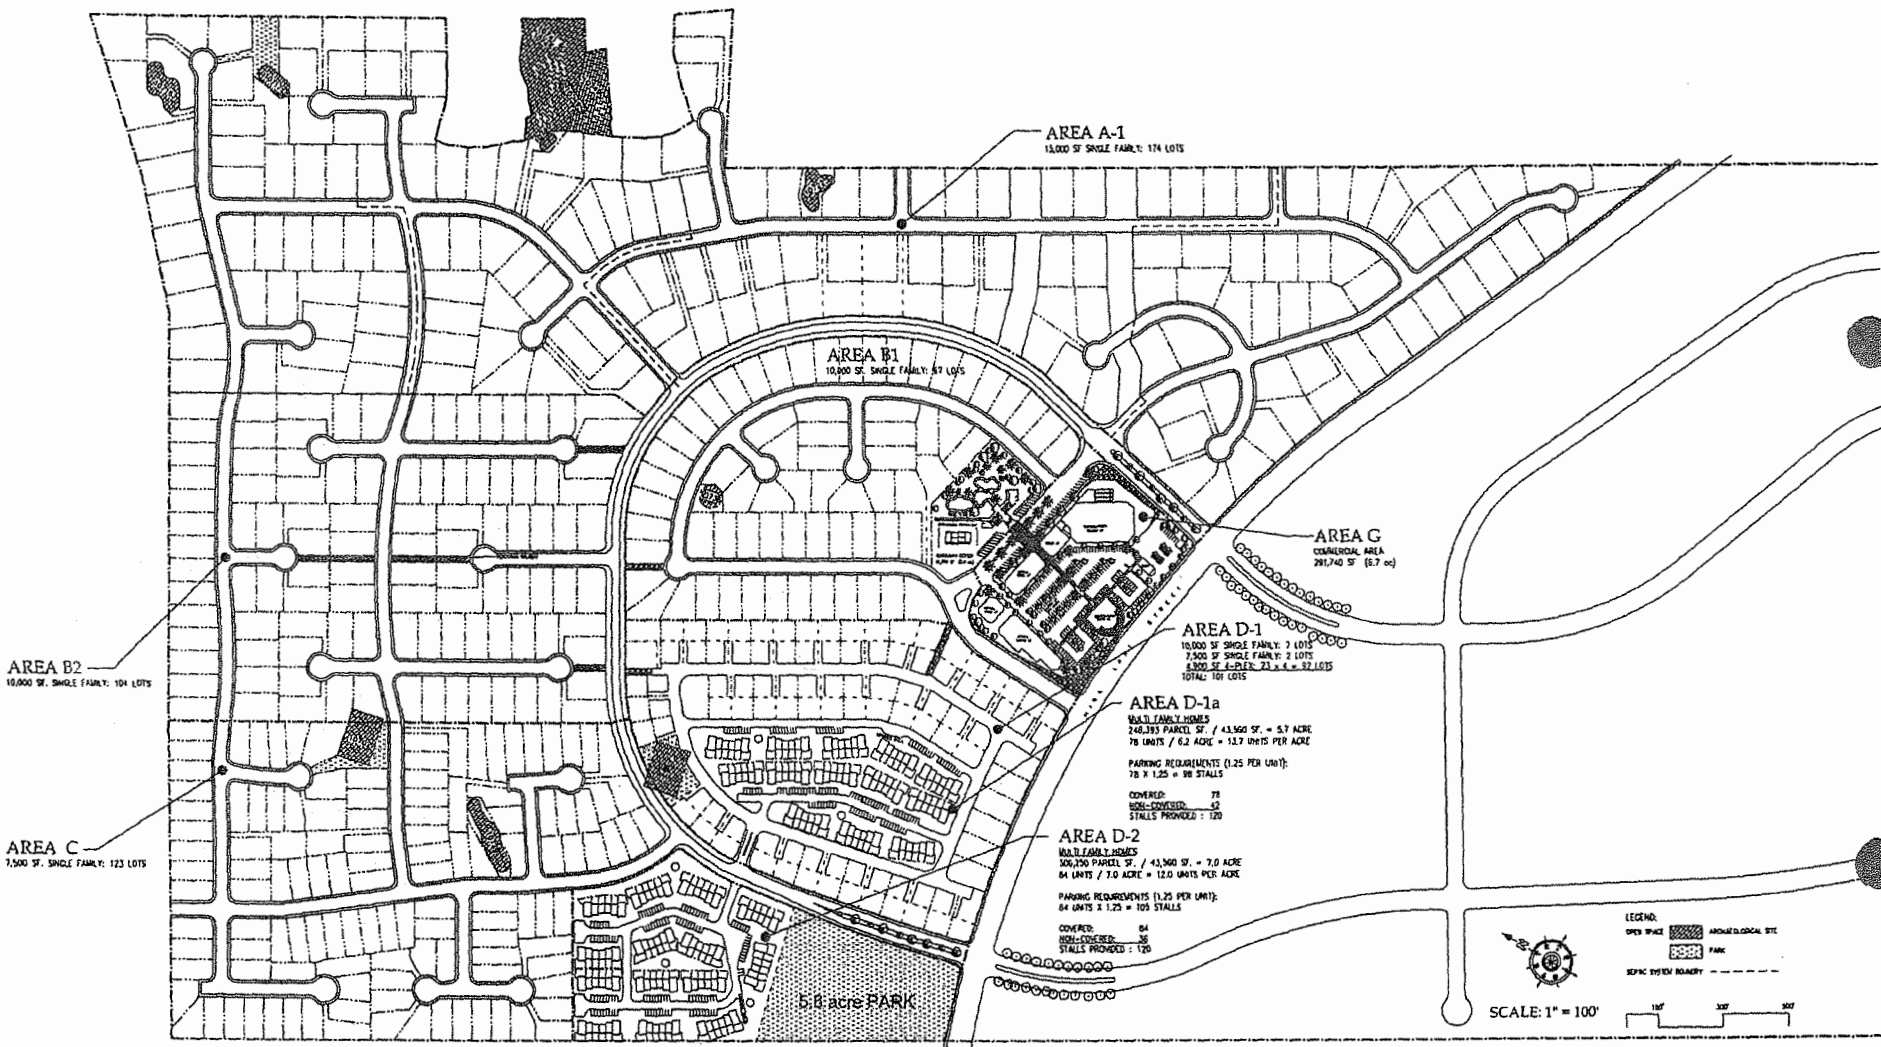 AREA A-1
15,000 SF SINGLE FAMILY: 174 LOTS
AREA B1
10,000 SF. SINGLE FAMILY: 57 LOTS
AREA G
COMMERCIAL AREA
291,740 SF (6.7 ac)
AREA B2
10,000 SF. SINGLE FAMILY: 104 LOTS
AREA D-1
10,000 SF SINGLE FAMILY: 7 LOTS
7,500 SF SINGLE FAMILY: 2 LOTS
4,900 SF 4-PLEX: 23 x 4 = 92 LOTS
TOTAL: 101 LOTS
AREA D-1a
MULTI FAMILY HOMES
248,393 PARCEL SF. / 43,560 SF. = 5.7 ACRE
78 UNITS / 6.2 ACRE = 13.7 UNITS PER ACRE
PARKING REQUIREMENTS (1.25 PER UNIT):
78 X 1.25 = 98 STALLS
COVERED: 78
NON-COVERED: 42
STALLS PROVIDED : 120
AREA C
7,500 SF. SINGLE FAMILY: 123 LOTS
AREA D-2
MULTI FAMILY HOMES
306,250 PARCEL SF. / 43,560 SF. = 7.0 ACRE
84 UNITS / 7.0 ACRE = 12.0 UNITS PER ACRE
PARKING REQUIREMENTS (1.25 PER UNIT):
84 UNITS X 1.25 = 105 STALLS
COVERED: 84
NON-COVERED: 36
STALLS PROVIDED : 120
5.8 acre PARK
LEGEND:
OPEN SPACE
ARCHAEOLOGICAL SITE
PARK
SEPTIC SYSTEM BOUNDARY
SCALE: 1" = 100'
100' 300' 500'
STREET